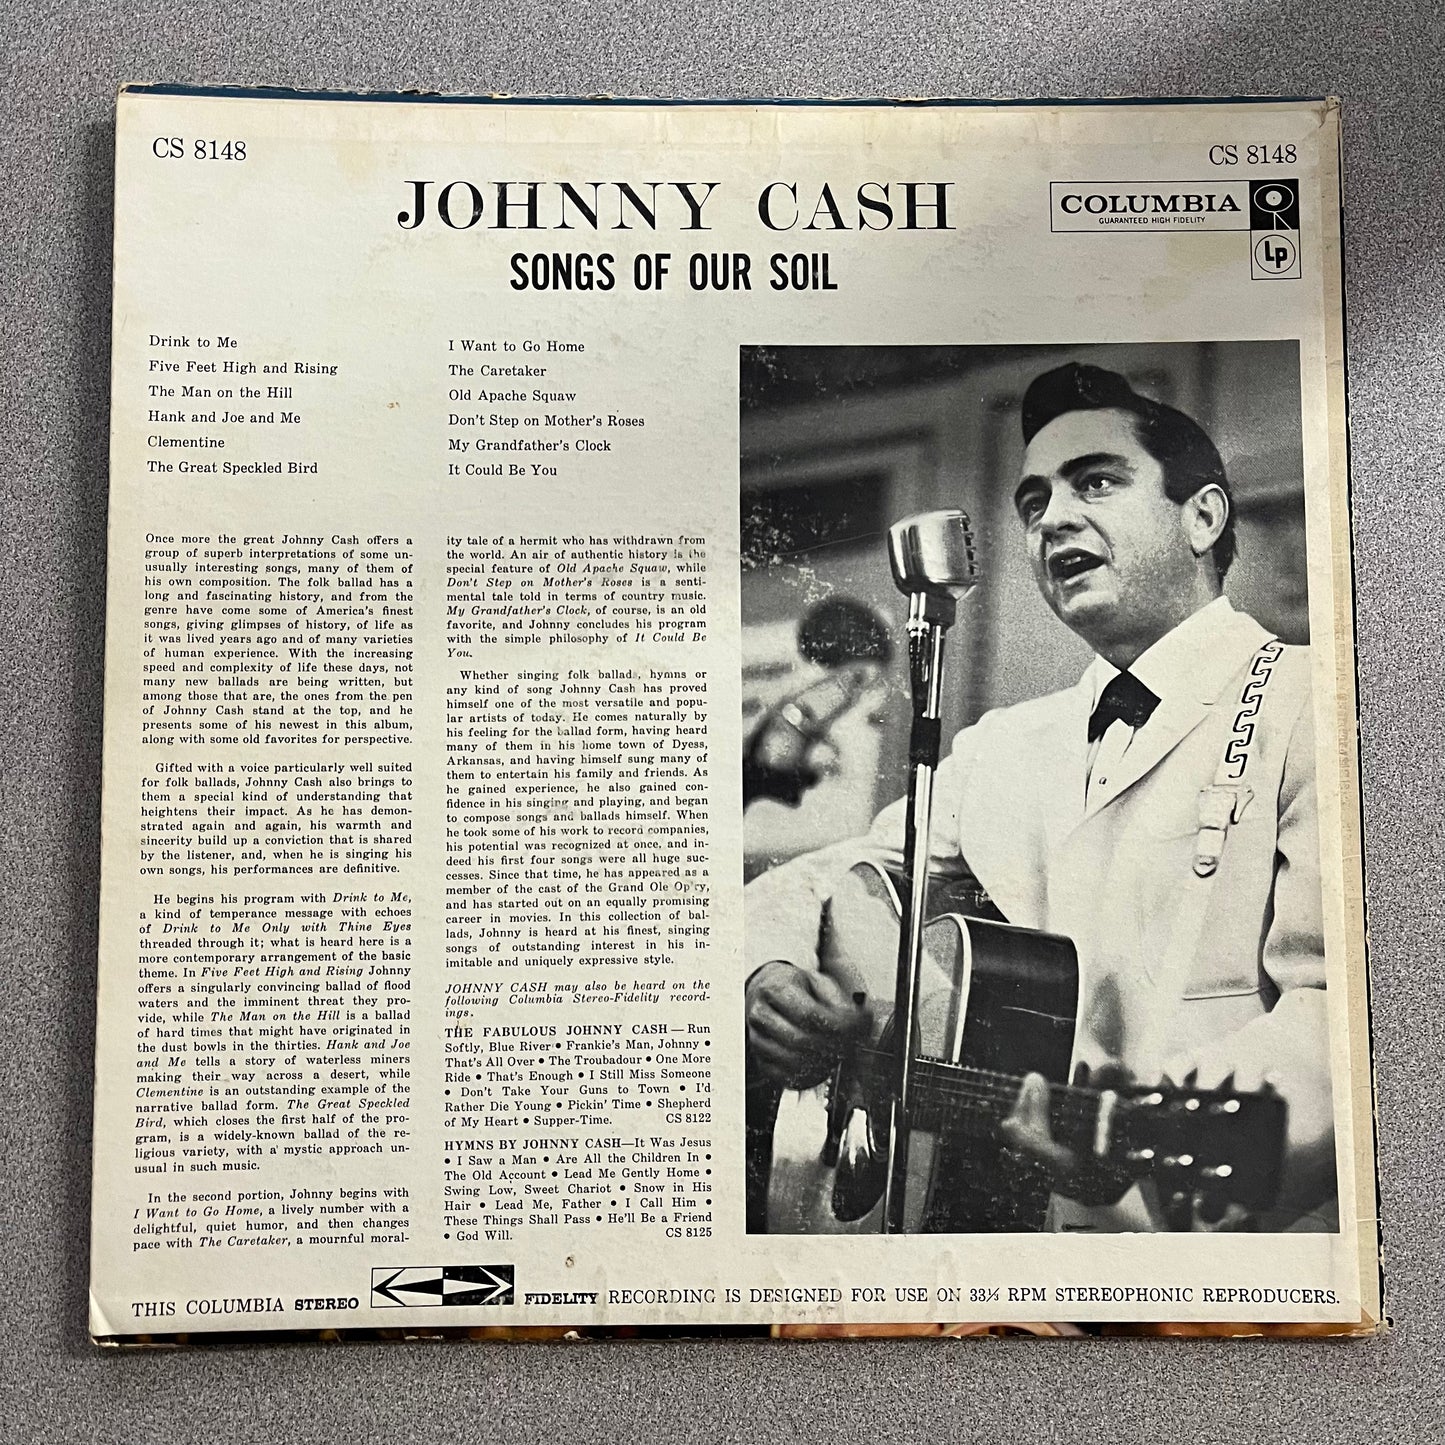 CS 8148
CS 8148
JOHNNY CASH
COLUMBIA
GUARANTEED HIGH FIDELITY
Lp
SONGS OF OUR SOIL
Drink to Me
Five Feet High and Rising
The Man on the Hill
Hank and Joe and Me
Clementine
The Great Speckled Bird
I Want to Go Home
The Caretaker
Old Apache Squaw
Don't Step on Mother's Roses
My Grandfather's Clock
It Could Be You
Once more the great Johnny Cash offers a
group of superb interpretations of some un-
usually interesting songs, many of them of
his own composition. The folk ballad has a
long and fascinating history, and from the
genre have come some of America's finest
songs, giving glimpses of history, of life as
it was lived years ago and of many varieties
of human experience. With the increasing
speed and complexity of life these days, not
many new ballads are being written, but
among those that are, the ones from the pen
of Johnny Cash stand at the top, and he
presents some of his newest in this album,
along with some old favorites for perspective.
Gifted with a voice particularly well suited
for folk ballads, Johnny Cash also brings to
them a special kind of understanding that
heightens their impact. As he has demon-
strated again and again, his warmth and
sincerity build up a conviction that is shared
by the listener, and, when he is singing his
own songs, his performances are definitive.
He begins his program with Drink to Me,
a kind of temperance message with echoes
of Drink to Me Only with Thine Eyes
threaded through it; what is heard here is a
more contemporary arrangement of the basic
theme. In Five Feet High and Rising Johnny
offers a singularly convincing ballad of flood
waters and the imminent threat they pro-
vide, while The Man on the Hill is a ballad
of hard times that might have originated in
the dust bowls in the thirties. Hank and Joe
and Me tells a story of waterless miners
making their way across a desert, while
Clementine is an outstanding example of the
narrative ballad form. The Great Speckled
Bird, which closes the first half of the pro-
gram, is a widely-known ballad of the re-
ligious variety, with a mystic approach un-
usual in such music.
In the second portion, Johnny begins with
I Want to Go Home, a lively number with a
delightful, quiet humor, and then changes
pace with The Caretaker, a mournful moral-
ity tale of a hermit who has withdrawn from
the world. An air of authentic history is the
special feature of Old Apache Squaw, while
Don't Step on Mother's Roses is a senti-
mental tale told in terms of country music.
My Grandfather's Clock, of course, is an old
favorite, and Johnny concludes his program
with the simple philosophy of It Could Be
You.
Whether singing folk ballads, hymns or
any kind of song Johnny Cash has proved
himself one of the most versatile and popu-
lar artists of today. He comes naturally by
his feeling for the ballad form, having heard
many of them in his home town of Dyess,
Arkansas, and having himself sung many of
them to entertain his family and friends. As
he gained experience, he also gained con-
fidence in his singing and playing, and began
to compose songs and ballads himself. When
he took some of his work to record companies,
his potential was recognized at once, and in-
deed his first four songs were all huge suc-
cesses. Since that time, he has appeared as a
member of the cast of the Grand Ole Op'ry,
and has started out on an equally promising
career in movies. In this collection of bal-
lads, Johnny is heard at his finest, singing
songs of outstanding interest in his in-
imitable and uniquely expressive style.
JOHNNY CASH may also be heard on the
following Columbia Stereo-Fidelity record-
ings.
THE FABULOUS JOHNNY CASH — Run
Softly, Blue River • Frankie's Man, Johnny •
That's All Over • The Troubadour • One More
Ride • That's Enough • I Still Miss Someone
• Don't Take Your Guns to Town • I'd
Rather Die Young • Pickin' Time • Shepherd
of My Heart • Supper-Time. CS 8122
HYMNS BY JOHNNY CASH—It Was Jesus
• I Saw a Man • Are All the Children In •
The Old Account • Lead Me Gently Home •
Swing Low, Sweet Chariot • Snow in His
Hair • Lead Me, Father • I Call Him •
These Things Shall Pass • He'll Be a Friend
• God Will. CS 8125
THIS COLUMBIA STEREO FIDELITY RECORDING IS DESIGNED FOR USE ON 33⅓ RPM STEREOPHONIC REPRODUCERS.